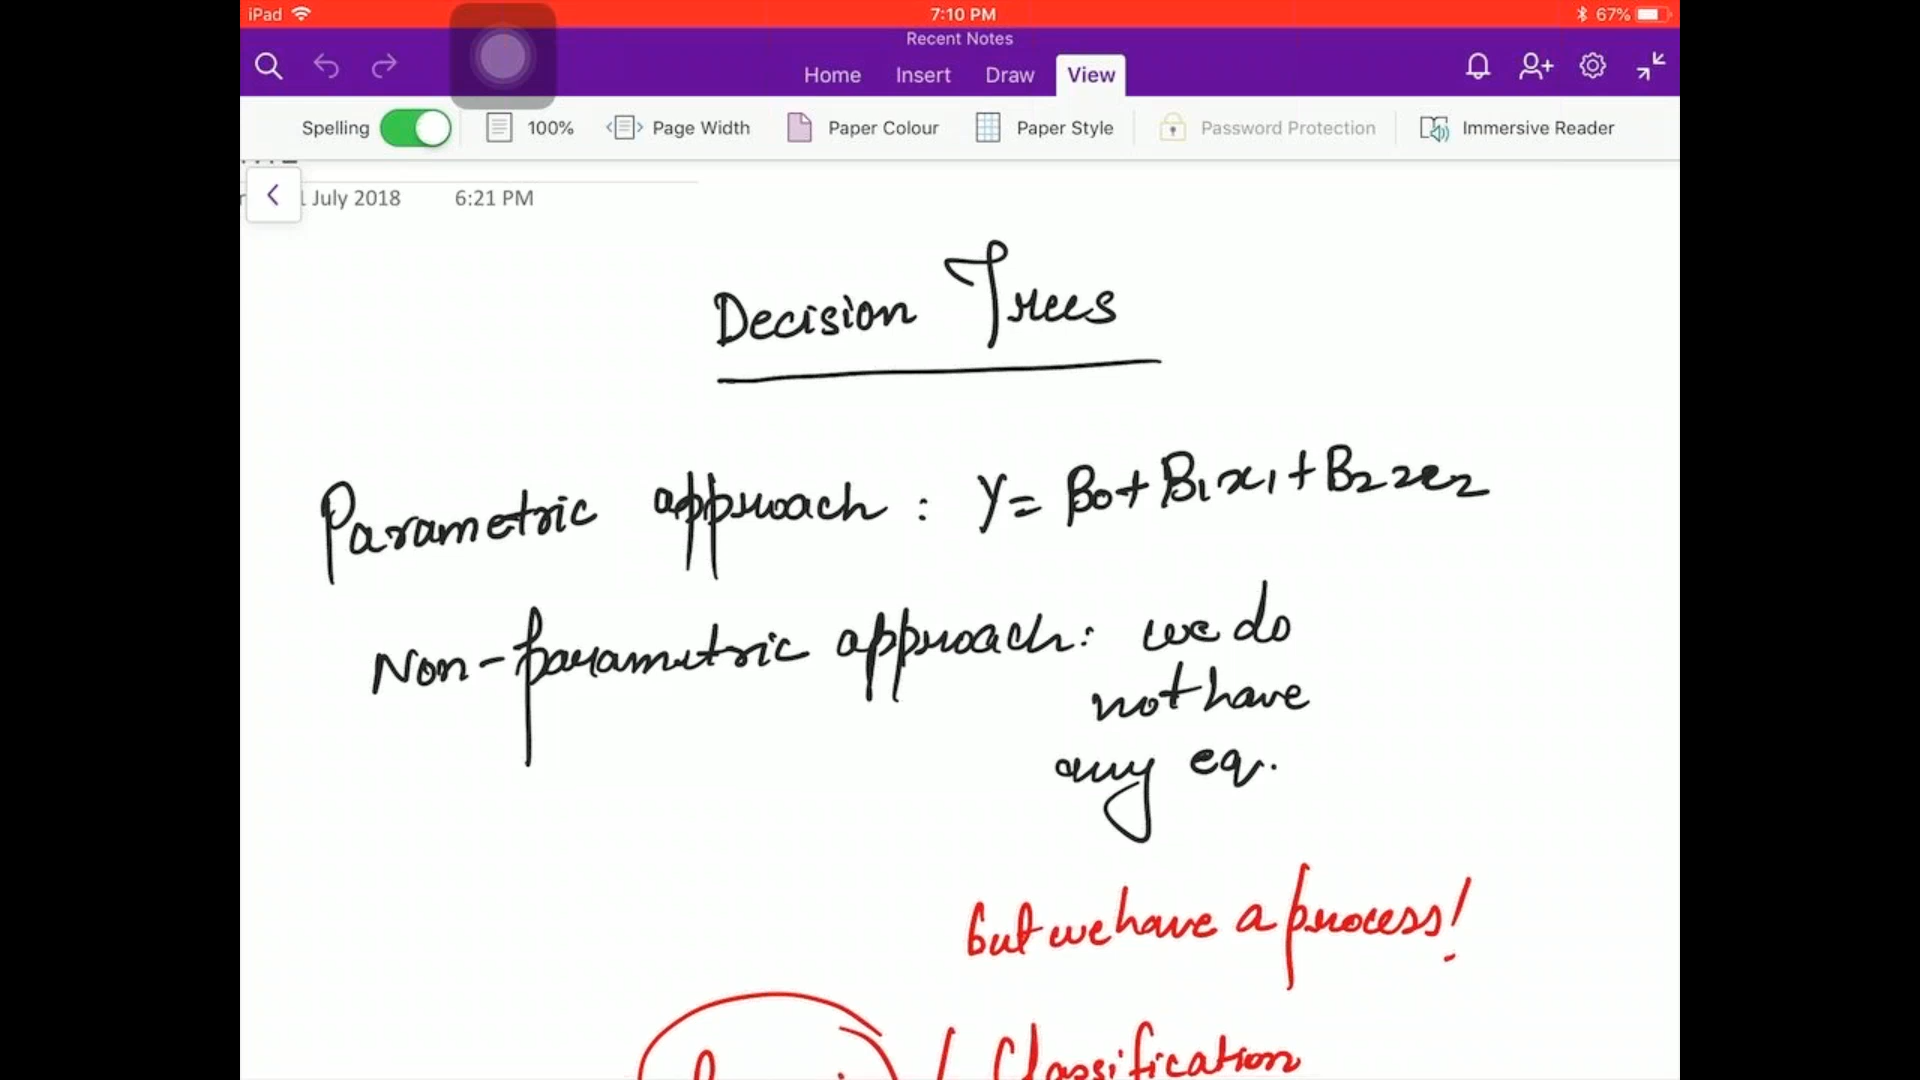 iPad 7:10 PM 67%
Recent Notes
Home Insert Draw View
Spelling 100% Page Width Paper Colour Paper Style Password Protection Immersive Reader
July 2018 6:21 PM
Decision Trees
Parametric approach : Y = B0 + B1x1 + B2x2
Non-parametric approach: we do
not have
any eq.
but we have a process!
/ Classification